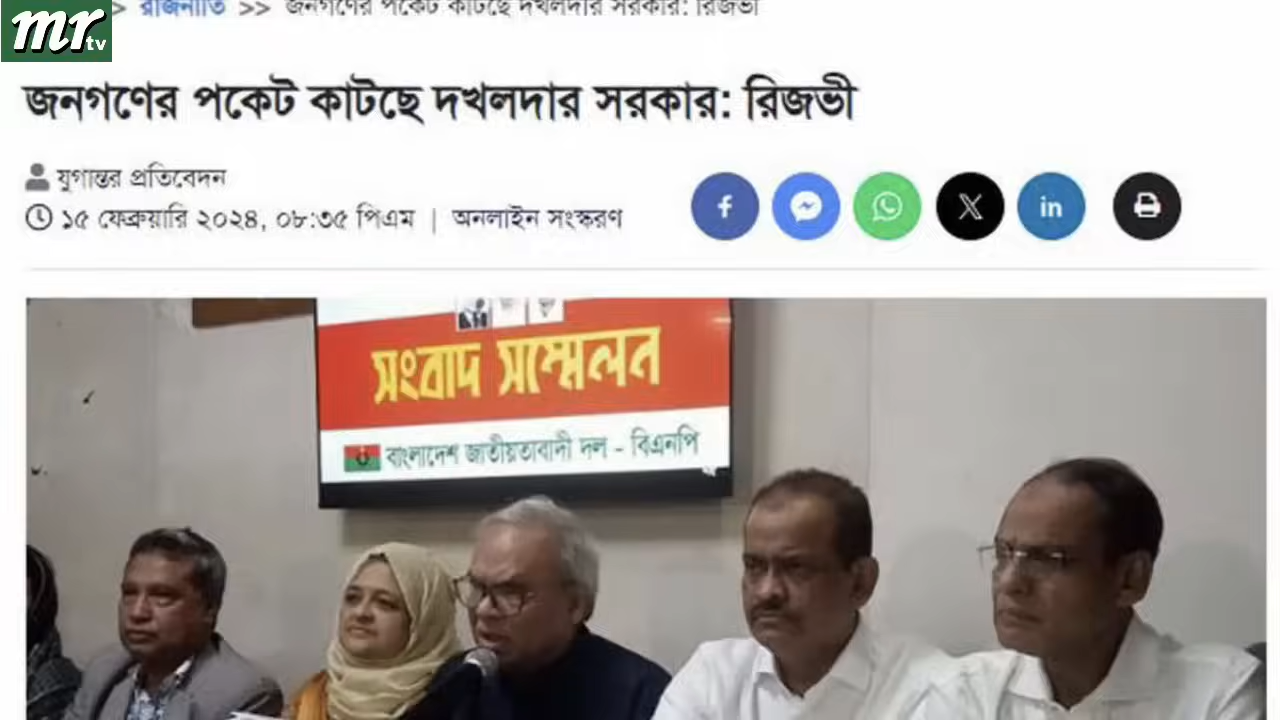 mr tv
>> রাজনীতি >> জনগণের পকেট কাটছে দখলদার সরকার: রিজভী
জনগণের পকেট কাটছে দখলদার সরকার: রিজভী
যুগান্তর প্রতিবেদন
১৫ ফেব্রুয়ারি ২০২৪, ০৮:৩৫ পিএম | অনলাইন সংস্করণ
সংবাদ সম্মেলন
বাংলাদেশ জাতীয়তাবাদী দল - বিএনপি